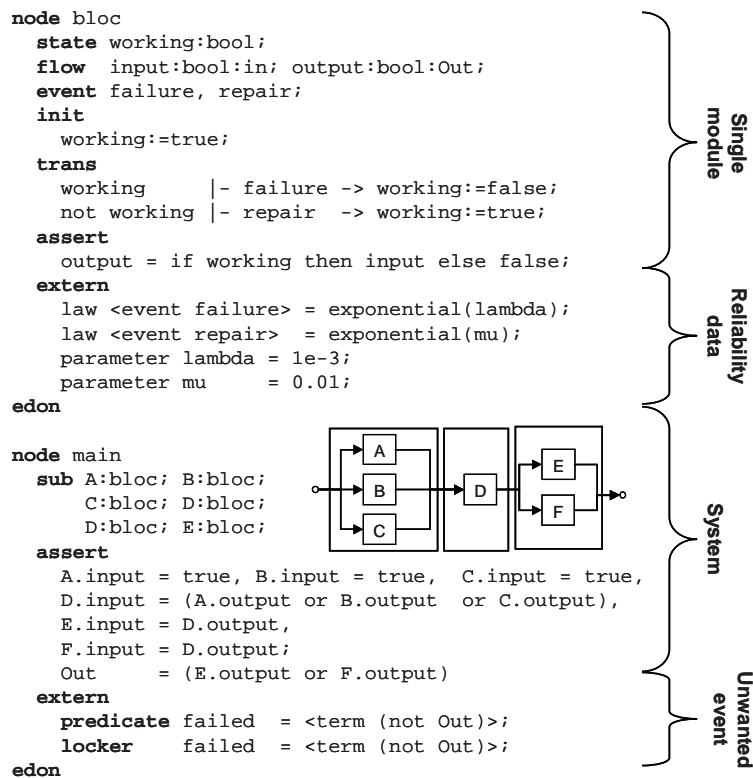 node bloc
state working:bool;
flow input:bool:in; output:bool:Out;
event failure, repair;
init
working:=true;
trans
working |- failure -> working:=false;
not working |- repair -> working:=true;
assert
output = if working then input else false;
extern
law <event failure> = exponential(lambda);
law <event repair> = exponential(mu);
parameter lambda = 1e-3;
parameter mu = 0.01;
edon
Single
module
Reliability
data
node main
sub A:bloc; B:bloc;
C:bloc; D:bloc;
D:bloc; E:bloc;
A
B
C
D
E
F
assert
A.input = true, B.input = true, C.input = true,
D.input = (A.output or B.output or C.output),
E.input = D.output,
F.input = D.output;
Out = (E.output or F.output)
extern
predicate failed = <term (not Out)>;
locker failed = <term (not Out)>;
edon
System
Unwanted
event